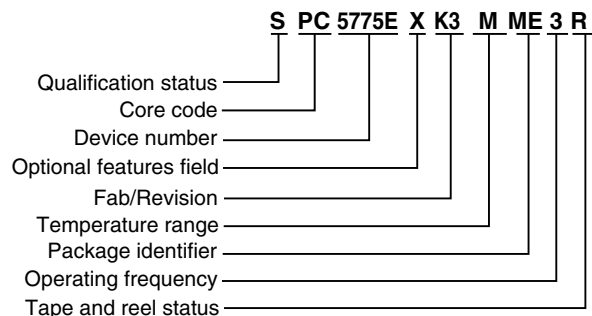 S PC 5775E X K3 M ME 3 R
Qualification status
Core code
Device number
Optional features field
Fab/Revision
Temperature range
Package identifier
Operating frequency
Tape and reel status